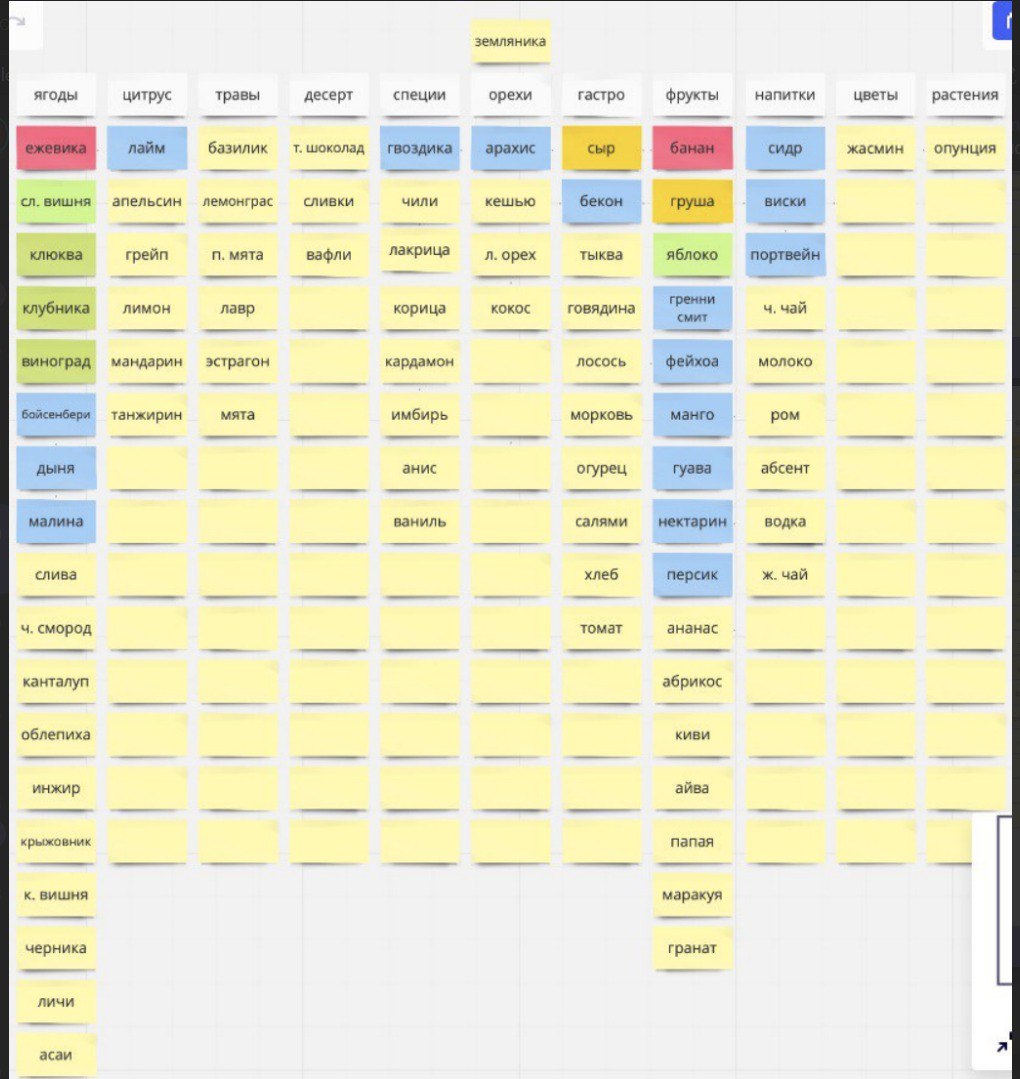 земляника
ягоды цитрус травы десерт специи орехи гастро фрукты напитки цветы растения
ежевика лайм базилик т. шоколад гвоздика арахис сыр банан сидр жасмин опунция
сл. вишня апельсин лемонграс сливки чили кешью бекон груша виски
клюква грейп п. мята вафли лакрица л. орех тыква яблоко портвейн
клубника лимон лавр корица кокос говядина гренни смит ч. чай
виноград мандарин эстрагон кардамон лосось фейхоа молоко
бойсенбери танжирин мята имбирь морковь манго ром
дыня анис огурец гуава абсент
малина ваниль салями нектарин водка
слива хлеб персик ж. чай
ч. смород томат ананас
канталуп абрикос
облепиха киви
инжир айва
крыжовник папая
к. вишня маракуя
черника гранат
личи
асаи